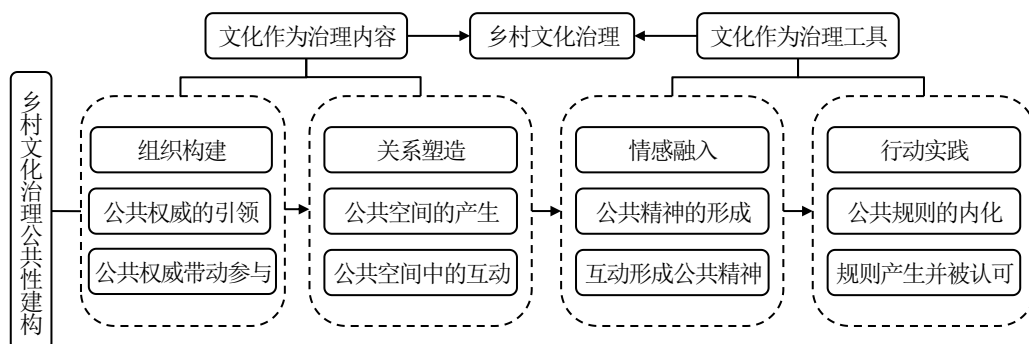 文化作为治理内容
乡村文化治理
文化作为治理工具
乡村文化治理公共性建构
组织构建
关系塑造
情感融入
行动实践
公共权威的引领
公共空间的产生
公共精神的形成
公共规则的内化
公共权威带动参与
公共空间中的互动
互动形成公共精神
规则产生并被认可